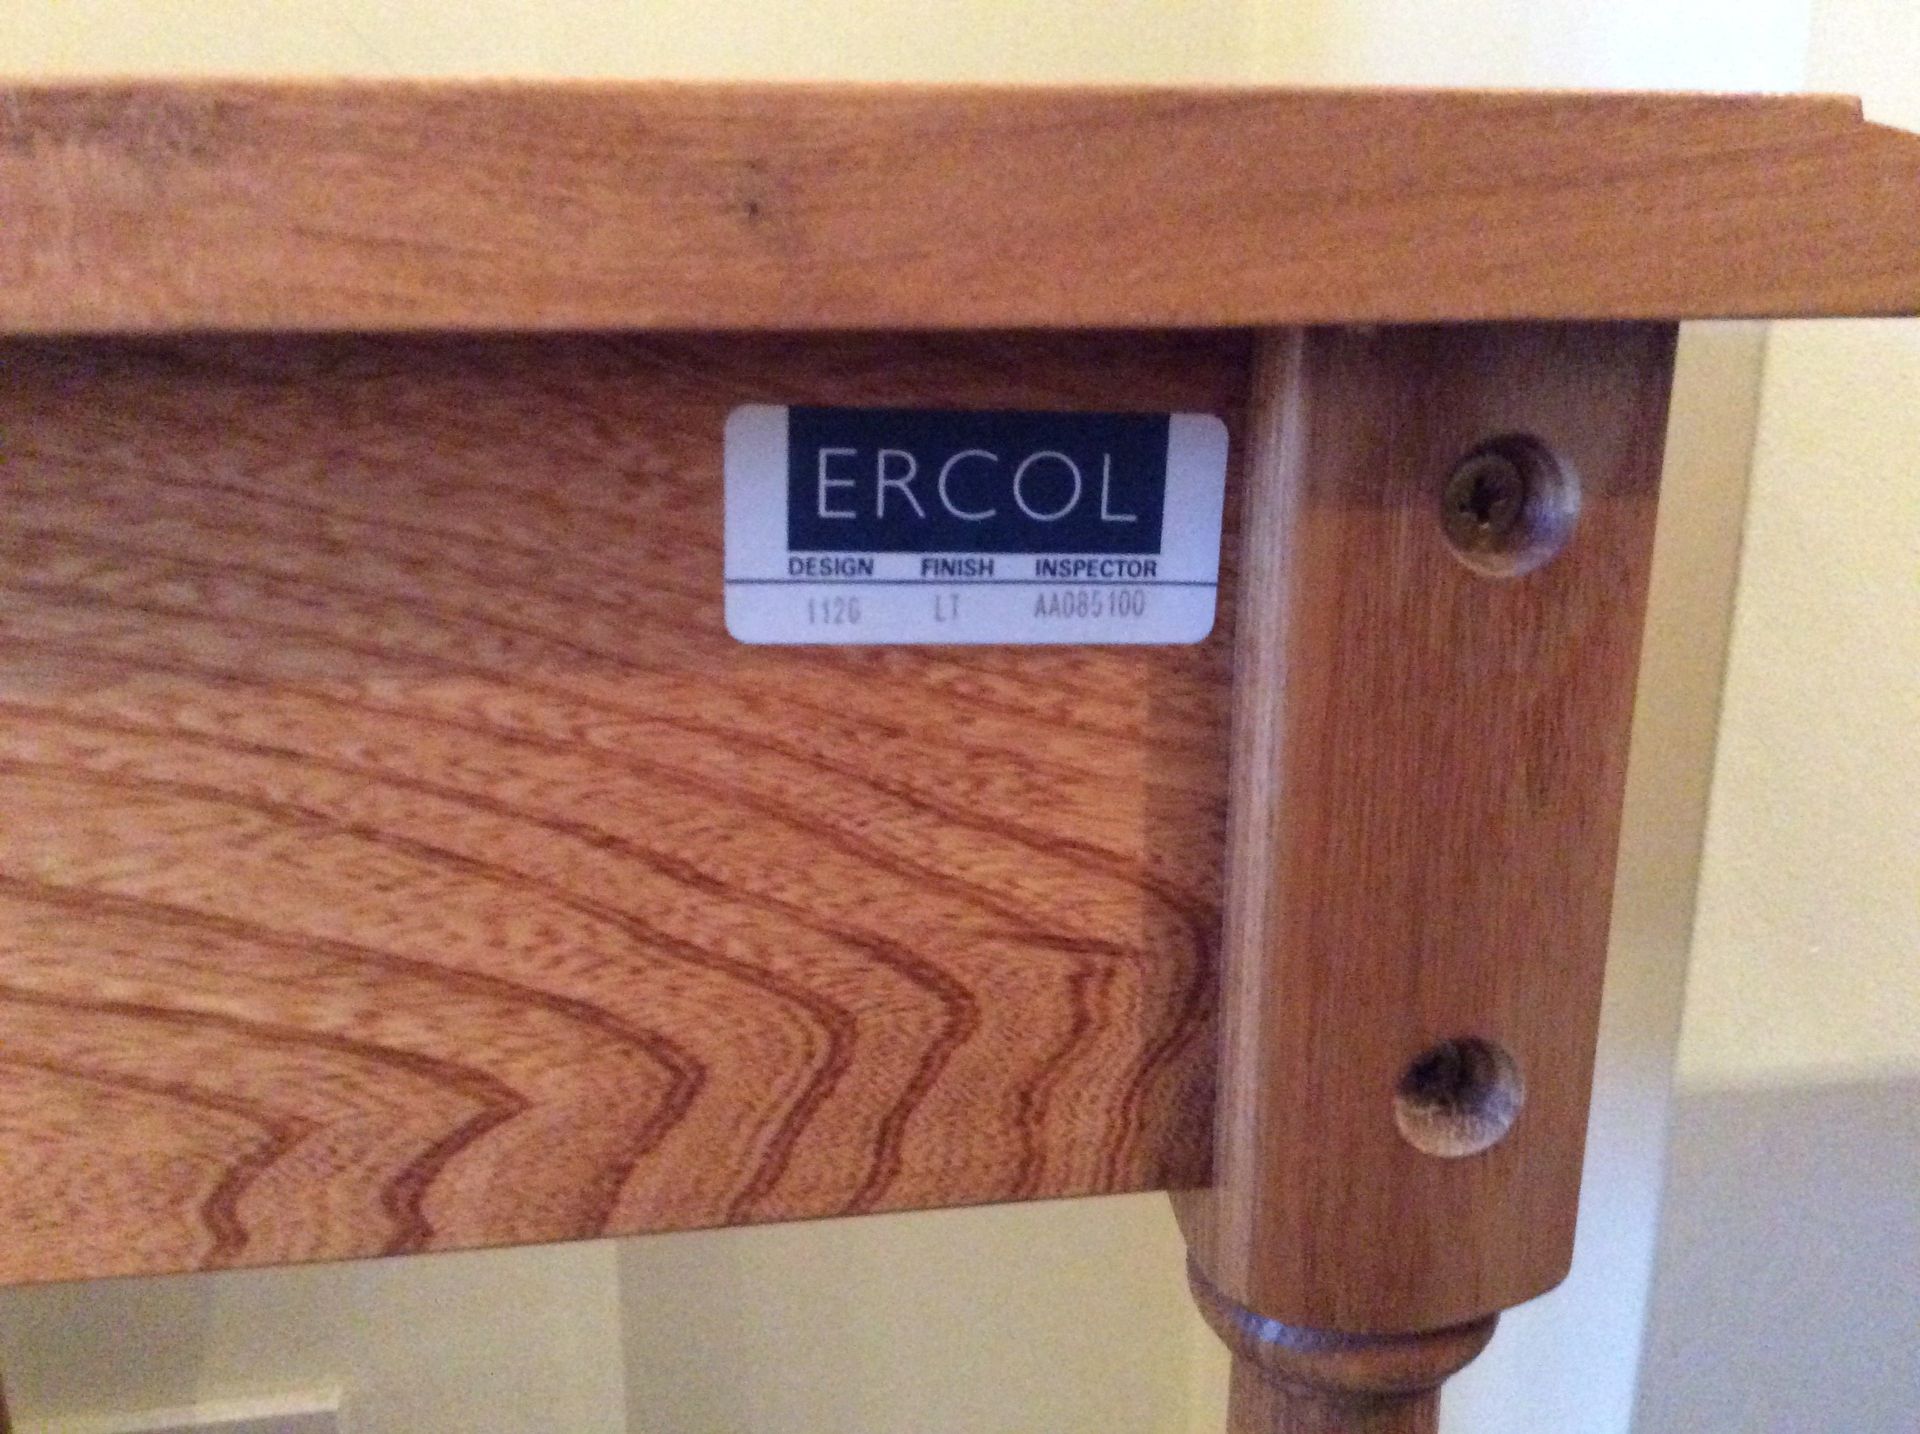 ERCOL
DESIGN FINISH INSPECTOR
1126 LT AA085100